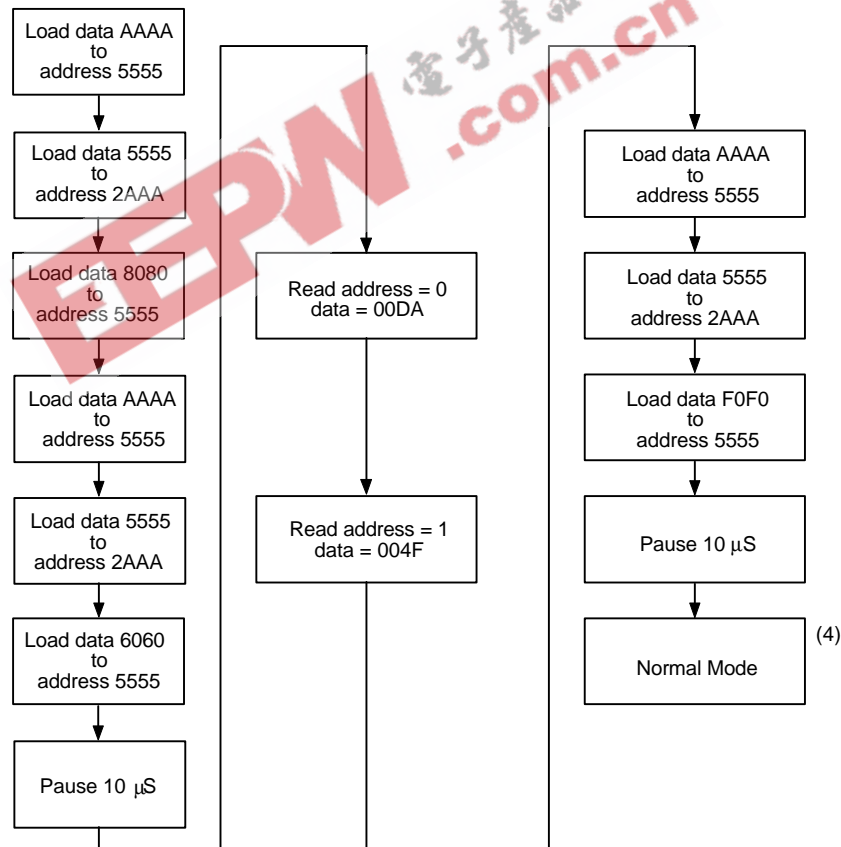 Load data AAAA
to
address 5555
Load data 5555
to
address 2AAA
Load data 8080
to
address 5555
Load data AAAA
to
address 5555
Load data 5555
to
address 2AAA
Load data 6060
to
address 5555
Pause 10 μS
Read address = 0
data = 00DA
Read address = 1
data = 004F
Load data AAAA
to
address 5555
Load data 5555
to
address 2AAA
Load data F0F0
to
address 5555
Pause 10 μS
Normal Mode
(4)
EEPW
.com.cn
電子產品